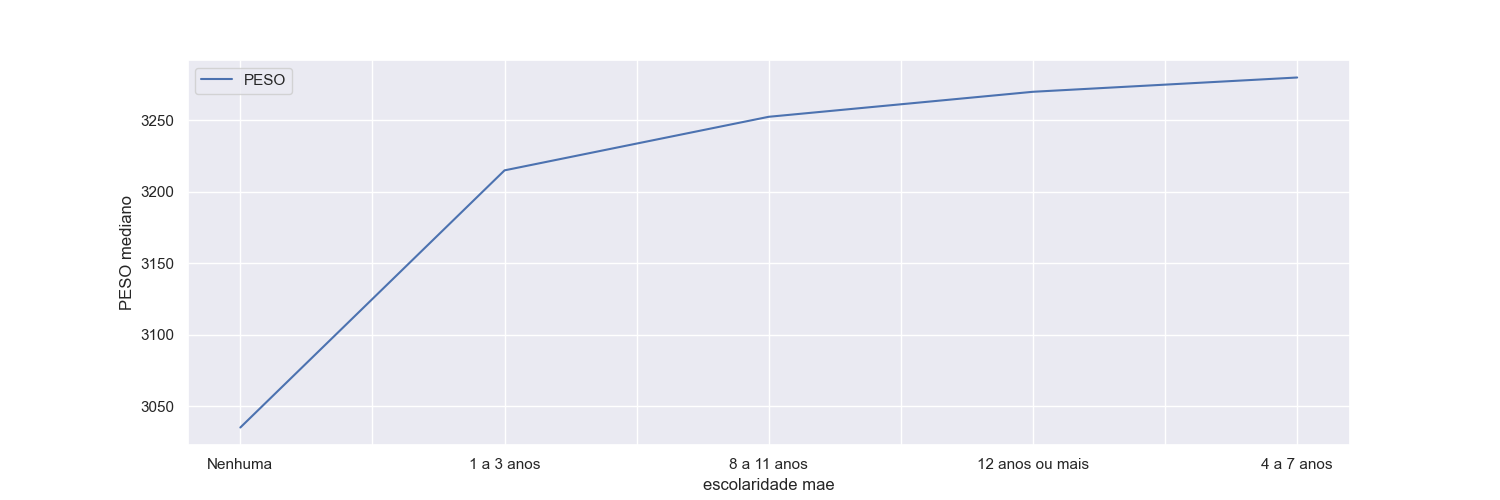 PESO
3250
3200
3150
3100
3050
PESO mediano
Nenhuma
1 a 3 anos
8 a 11 anos
12 anos ou mais
4 a 7 anos
escolaridade mae